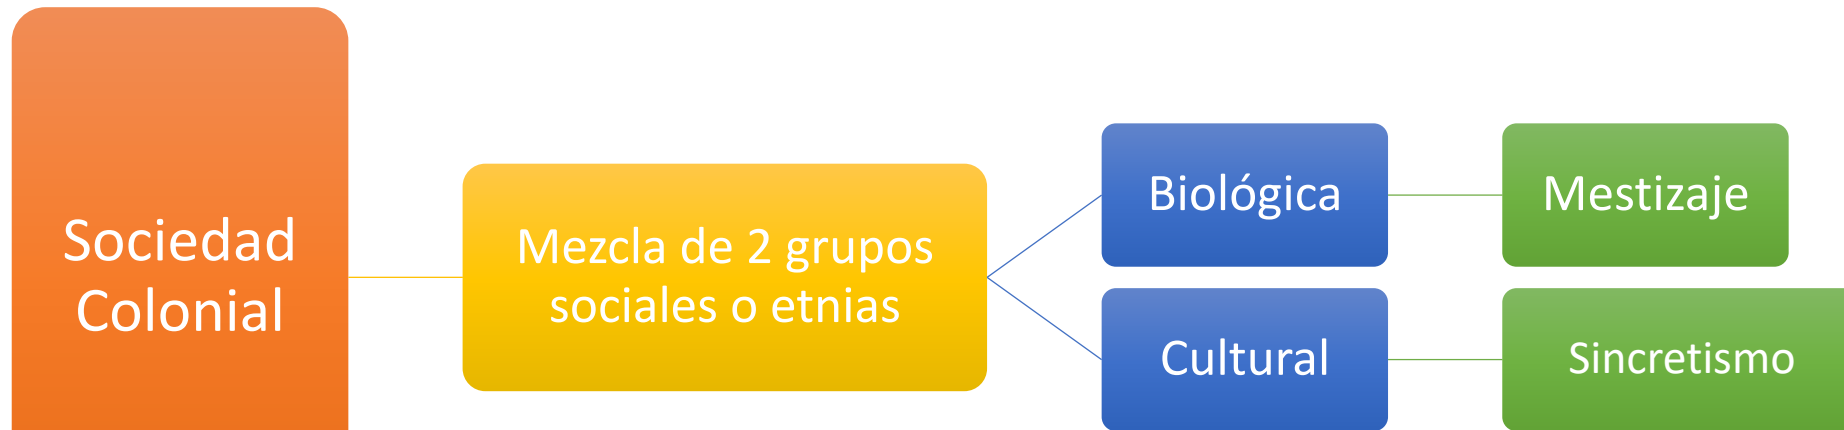 Sociedad
Colonial
Mezcla de 2 grupos
sociales o etnias
Biológica
Mestizaje
Cultural
Sincretismo